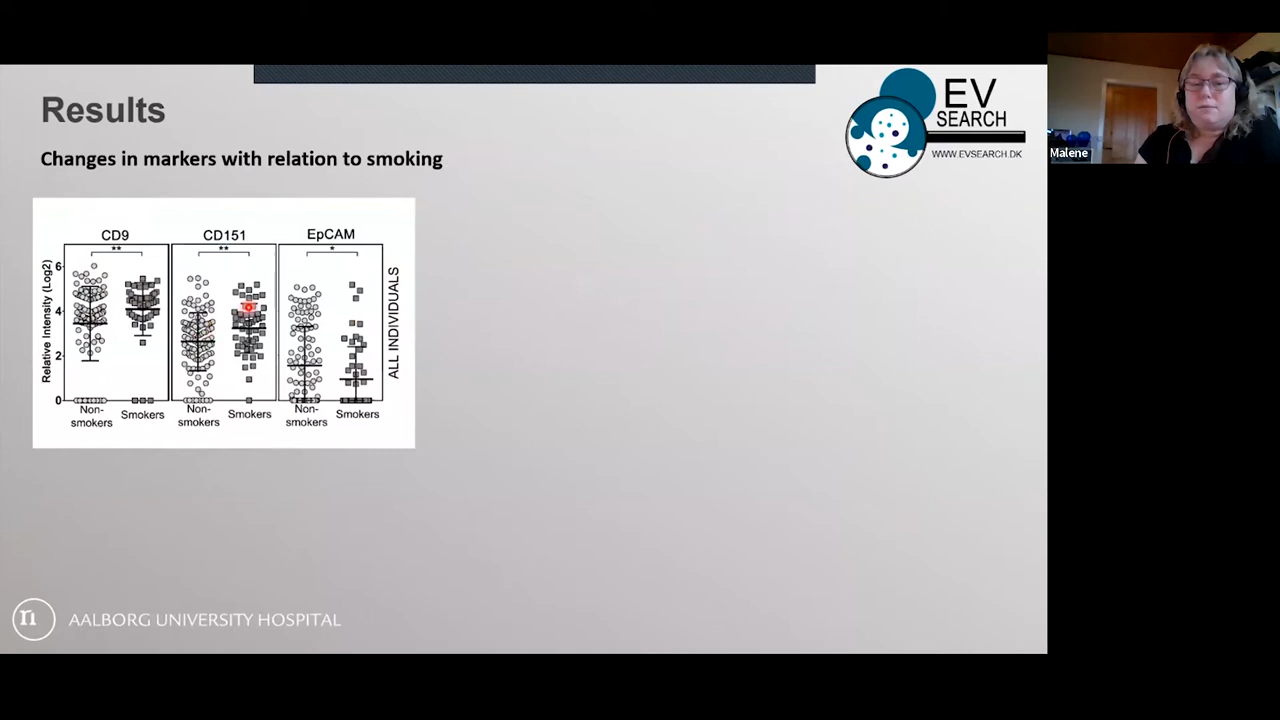 Results
Changes in markers with relation to smoking
EV
SEARCH
WWW.EVSEARCH.DK
Malene
CD9
CD151
EpCAM
**
**
*
Relative Intensity (Log2)
6
4
2
0
ALL INDIVIDUALS
Non-
smokers
Smokers
Non-
smokers
Smokers
Non-
smokers
Smokers
n
AALBORG UNIVERSITY HOSPITAL